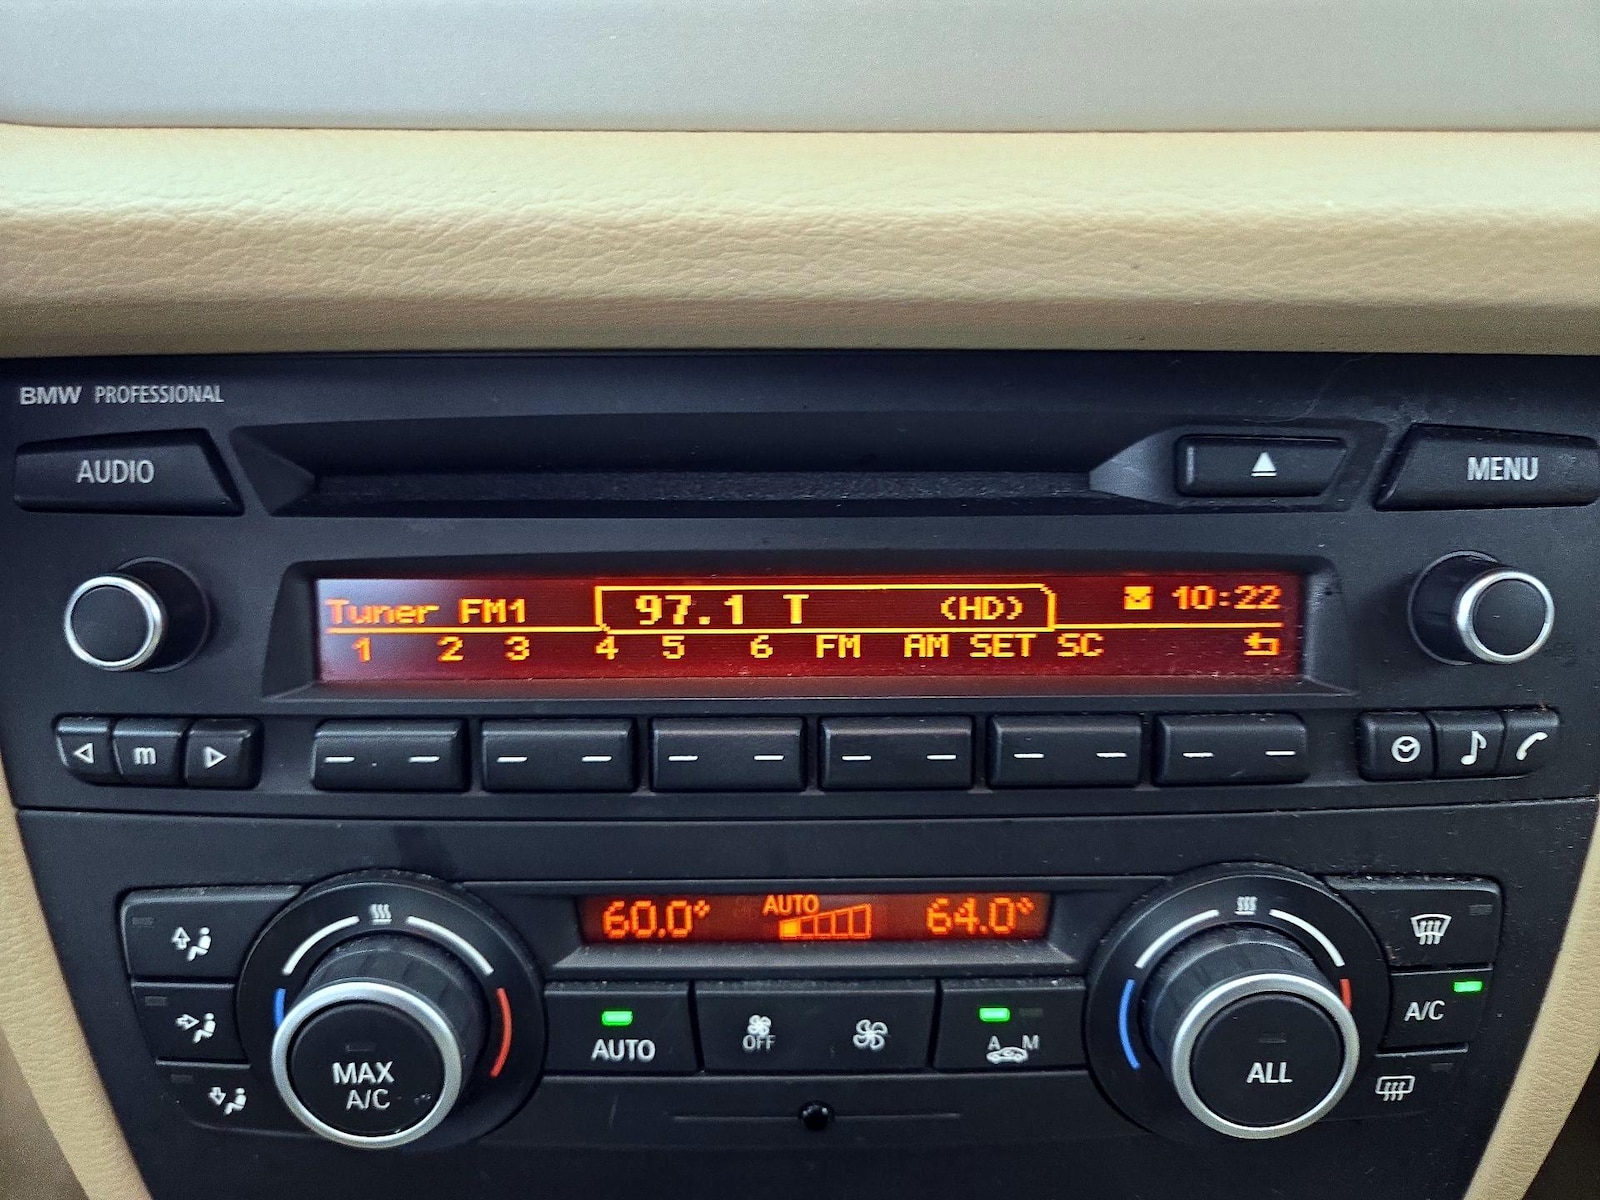 BMW PROFESSIONAL
AUDIO
MENU
Tuner FM1 97.1 T (HD) 10:22
1 2 3 4 5 6 FM AM SET SC
m
60.0° AUTO 64.0°
AUTO
OFF
A M
A/C
MAX
A/C
ALL